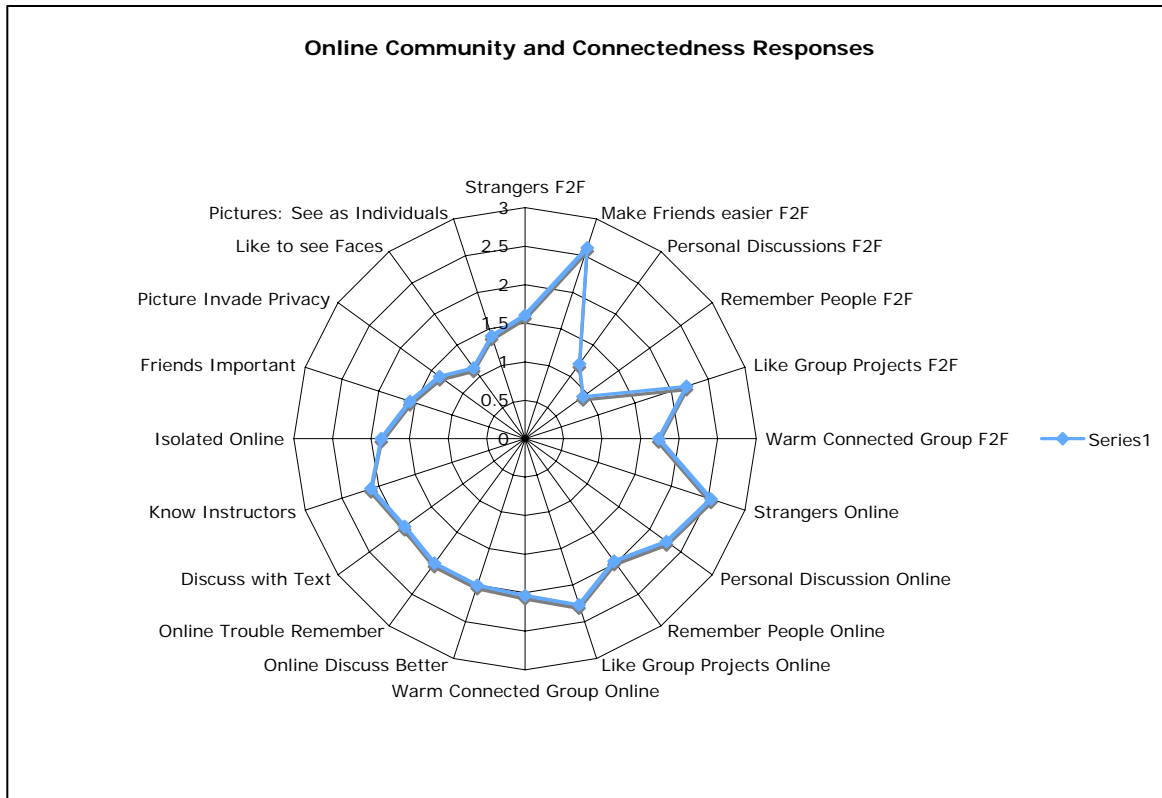 Online Community and Connectedness Responses
Strangers F2F
Make Friends easier F2F
Personal Discussions F2F
Remember People F2F
Like Group Projects F2F
Warm Connected Group F2F
Strangers Online
Personal Discussion Online
Remember People Online
Like Group Projects Online
Warm Connected Group Online
Online Discuss Better
Online Trouble Remember
Discuss with Text
Know Instructors
Isolated Online
Friends Important
Picture Invade Privacy
Like to see Faces
Pictures: See as Individuals
3
2.5
2
1.5
1
0.5
0
Series1